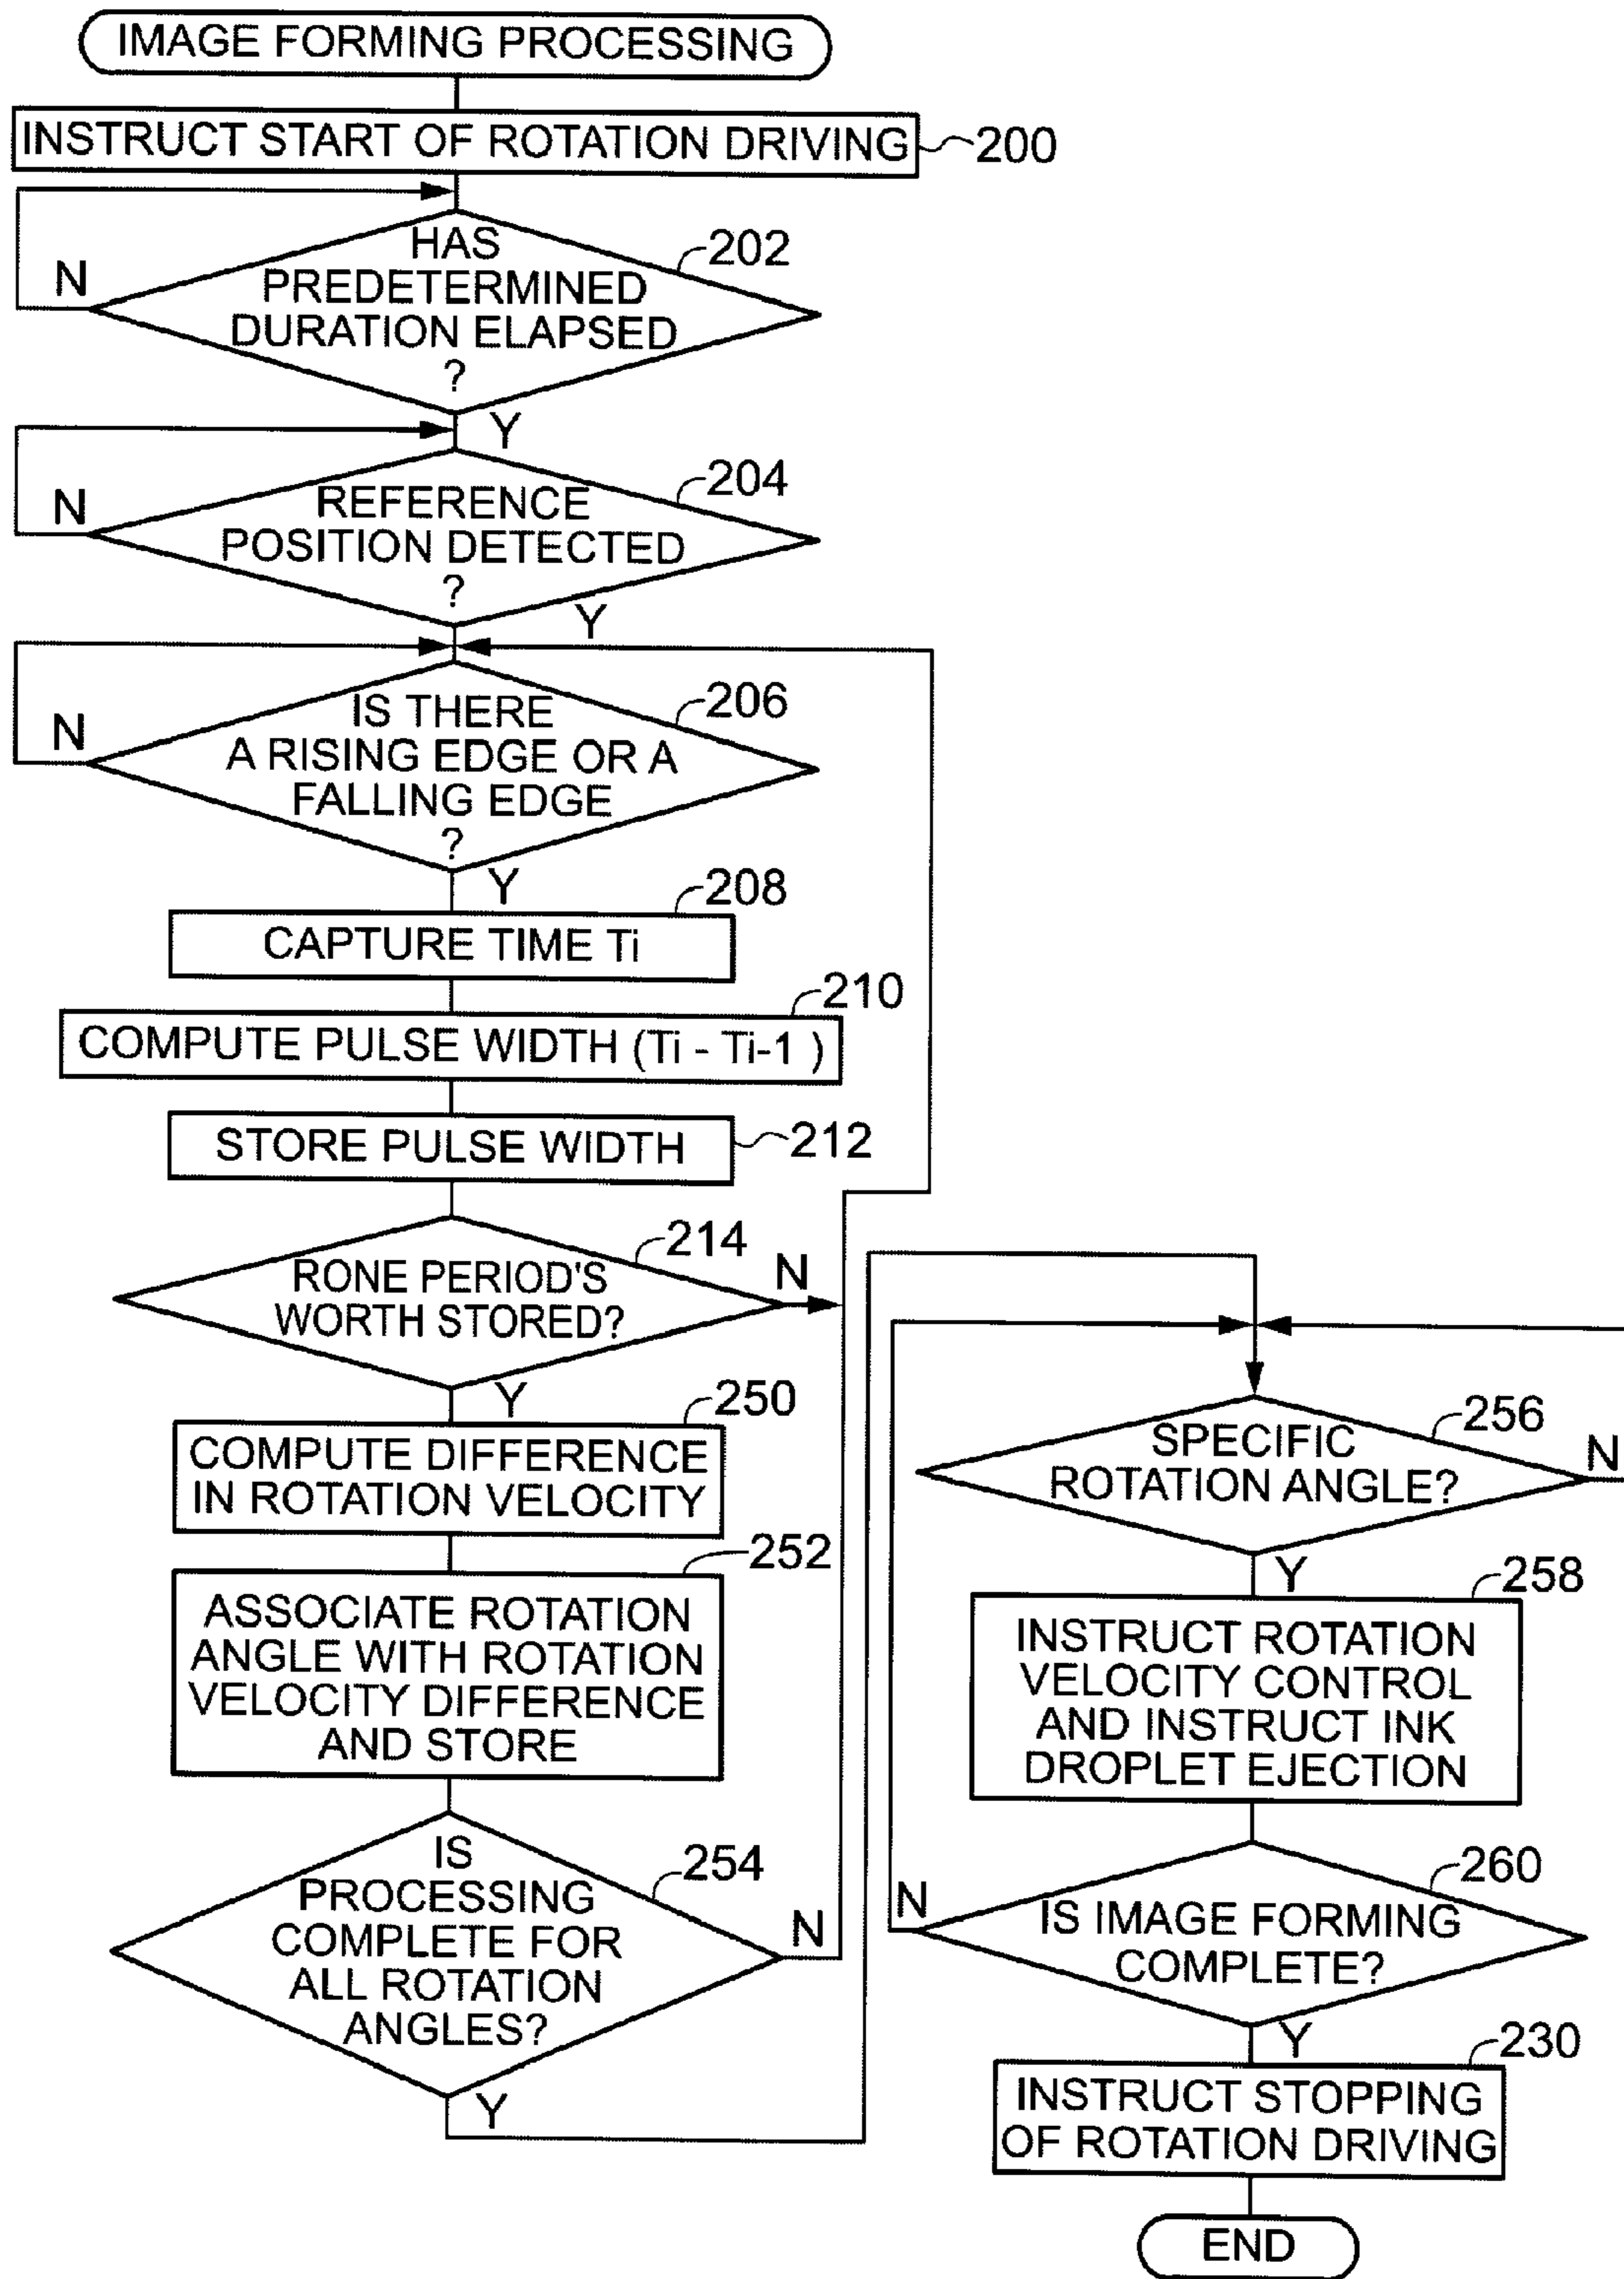 IMAGE FORMING PROCESSING
INSTRUCT START OF ROTATION DRIVING
200
HAS
PREDETERMINED
DURATION ELAPSED
?
202
N
Y
REFERENCE
POSITION DETECTED
?
204
N
Y
IS THERE
A RISING EDGE OR A
FALLING EDGE
?
206
N
Y
208
CAPTURE TIME Ti
210
COMPUTE PULSE WIDTH (Ti - Ti-1 )
STORE PULSE WIDTH
212
214
RONE PERIOD'S
WORTH STORED?
N
Y
250
COMPUTE DIFFERENCE
IN ROTATION VELOCITY
252
ASSOCIATE ROTATION
ANGLE WITH ROTATION
VELOCITY DIFFERENCE
AND STORE
254
IS
PROCESSING
COMPLETE FOR
ALL ROTATION
ANGLES?
N
Y
256
SPECIFIC
ROTATION ANGLE?
N
Y
258
INSTRUCT ROTATION
VELOCITY CONTROL
AND INSTRUCT INK
DROPLET EJECTION
260
IS IMAGE FORMING
COMPLETE?
N
Y
230
INSTRUCT STOPPING
OF ROTATION DRIVING
END